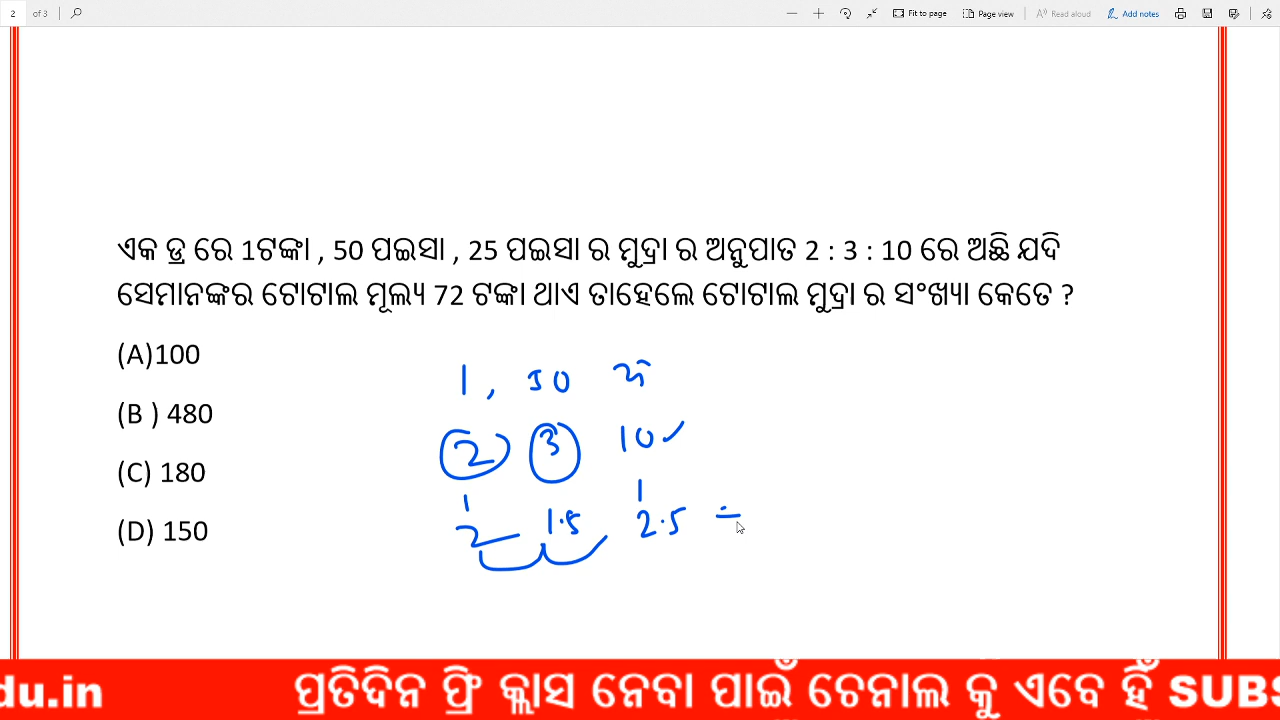 2 of 3 Fit to page Page view Read aloud Add notes
ଏକ ଡ୍ର ରେ 1ଟଙ୍କା , 50 ପଇସା , 25 ପଇସା ର ମୁଦ୍ରା ର ଅନୁପାତ 2 : 3 : 10 ରେ ଅଛି ଯଦି
ସେମାନଙ୍କର ଟୋଟାଲ ମୂଲ୍ୟ 72 ଟଙ୍କା ଥାଏ ତାହେଲେ ଟୋଟାଲ ମୁଦ୍ରା ର ସଂଖ୍ୟା କେତେ ?
(A)100
(B ) 480
(C) 180
(D) 150
1 , 50
2 3 10 ✓
1 1
2 1.5 2.5 =
du.in ପ୍ରତିଦିନ ଫ୍ରି କ୍ଲାସ ନେବା ପାଇଁ ଚେନାଲ କୁ ଏବେ ହିଁ SUBS